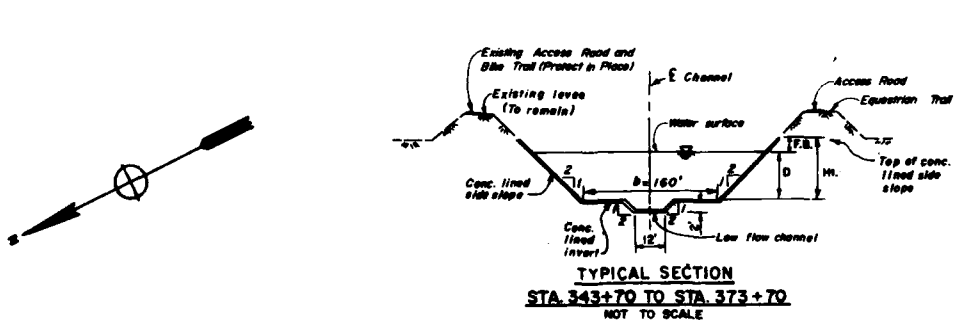 Existing Access Road and
Bike Trail (Protect in Place)
Existing levee
(To remain)
℄ Channel
Water surface
Access Road
Equestrian Trail
F.B.
Top of conc.
lined side
slope
D
H.
2
1
b=160'
1
2
Conc. lined
side slope
1
2
2
1
2'
Conc.
lined
invert
12'
Low flow channel
N
TYPICAL SECTION
STA. 343+70 TO STA. 373+70
NOT TO SCALE